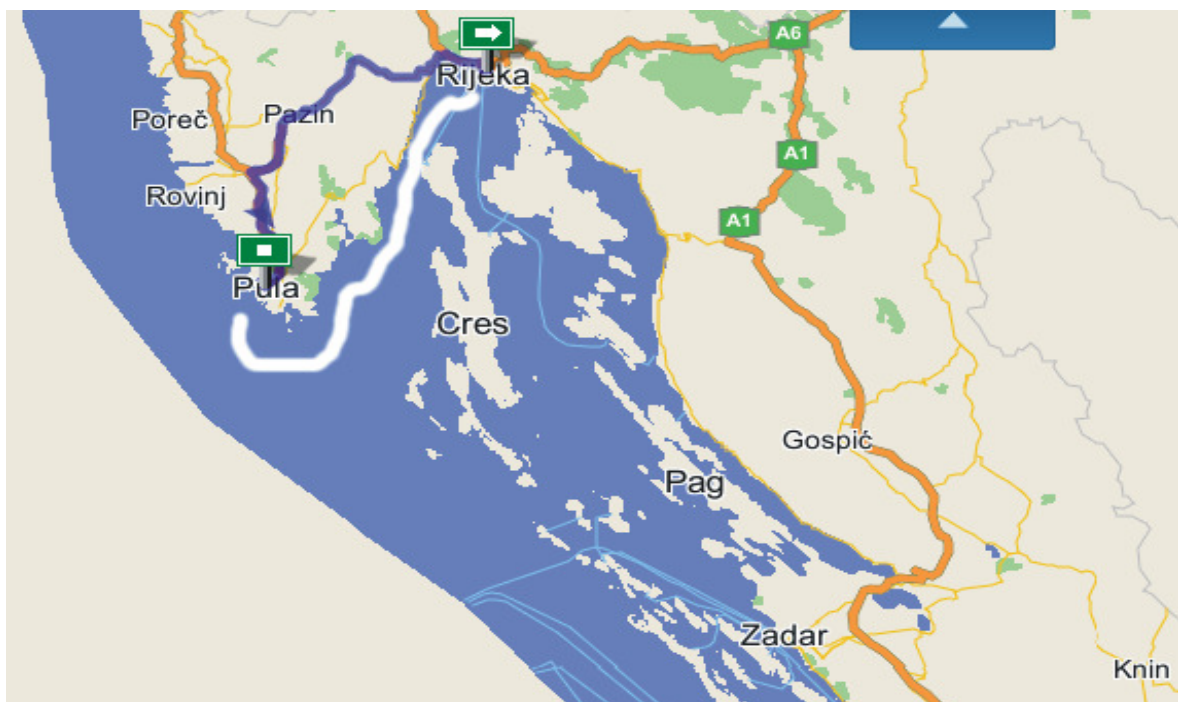 A6
Rijeka
Poreč
Pazin
A1
Rovinj
A1
Pula
Cres
Gospić
Pag
Zadar
Knin